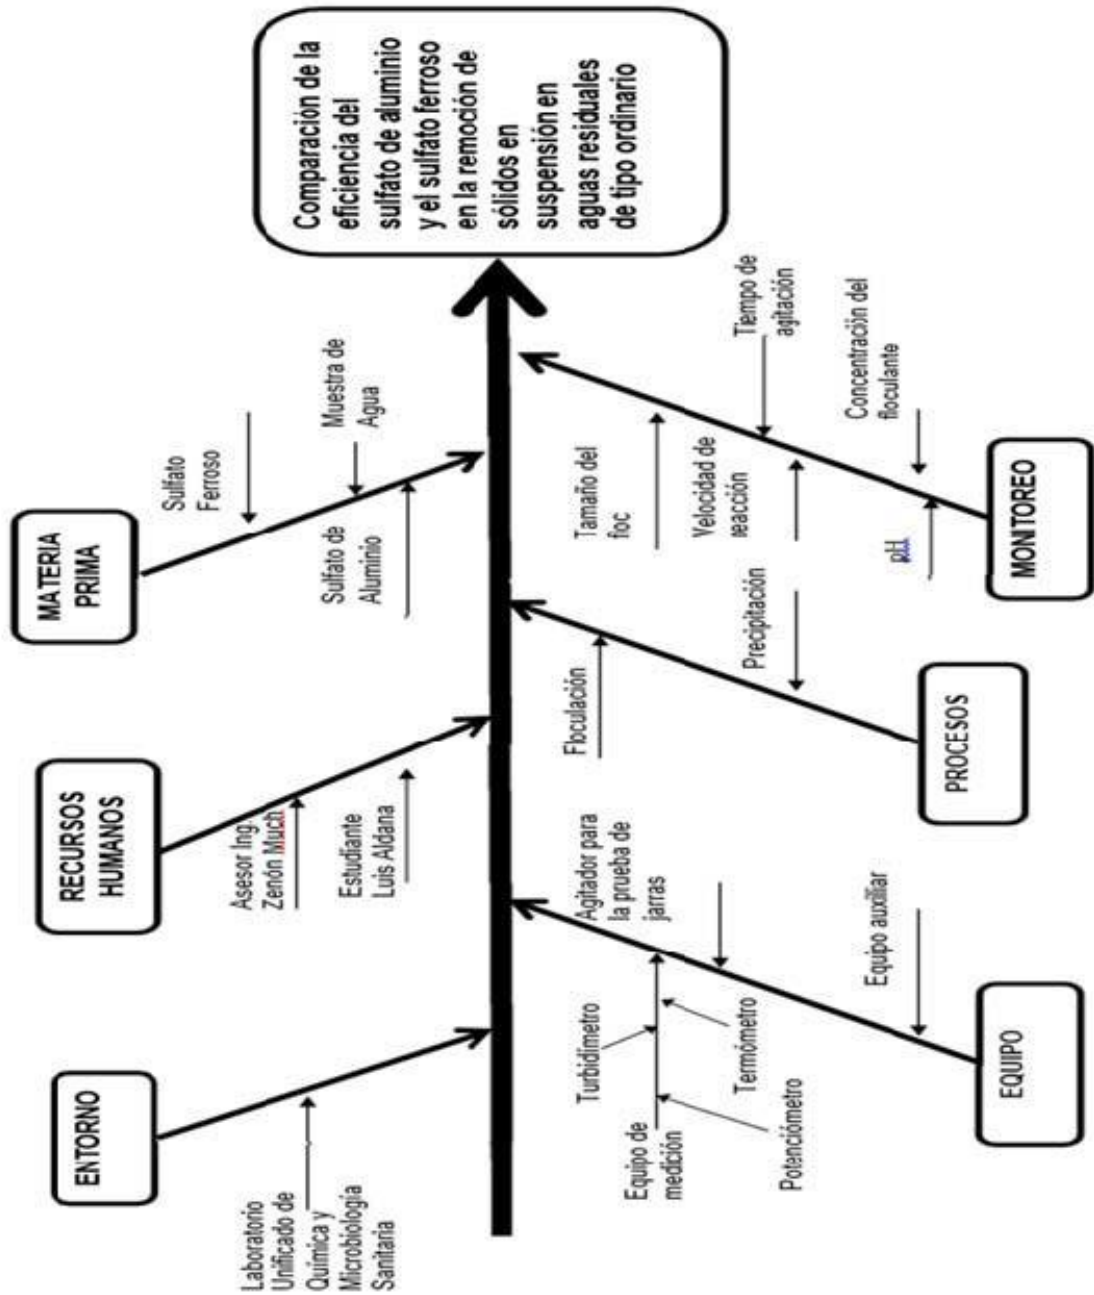 ENTORNO
Laboratorio
Unificado de
Química y
Microbiología
Sanitaria
RECURSOS
HUMANOS
Asesor Ing.
Zenón Much
Estudiante
Luis Aldana
MATERIA
PRIMA
Sulfato
Ferroso
Muestra de
Agua
Sulfato de
Aluminio
Comparación de la
eficiencia del
sulfato de aluminio
y el sulfato ferroso
en la remoción de
sólidos en
suspensión en
aguas residuales
de tipo ordinario
Turbidímetro
Equipo de
medición
Termómetro
Potenciómetro
Agitador para
la prueba de
jarras
Equipo auxiliar
EQUIPO
Floculación
Precipitación
PROCESOS
Tamaño del
floc
Velocidad de
reacción
pH
Tiempo de
agitación
Concentración del
floculante
MONITOREO